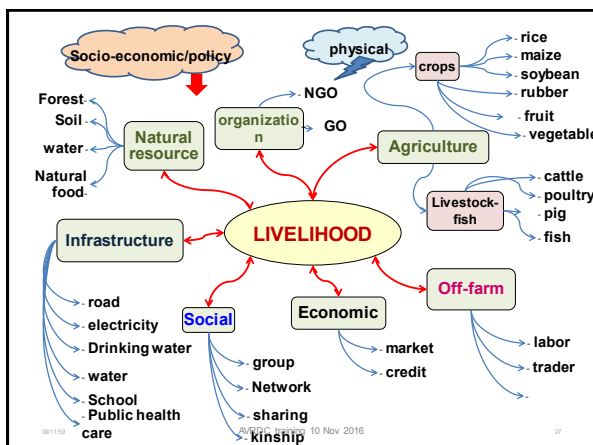 Socio-economic/policy
physical
Forest-
Soil -
water-
Natural
food-
Natural
resource
organizatio
n
- NGO
- GO
crops
- rice
- maize
- soybean
- rubber
- fruit
- vegetable
Agriculture
Livestock-
fish
- cattle
- poultry
- pig
- fish
LIVELIHOOD
Infrastructure
- road
- electricity
- Drinking water
- water
- School
- Public health
care
Social
- group
- Network
- sharing
- kinship
Economic
- market
- credit
Off-farm
- labor
- trader
-
09/11/59
AVRDC training 10 Nov 2016
27